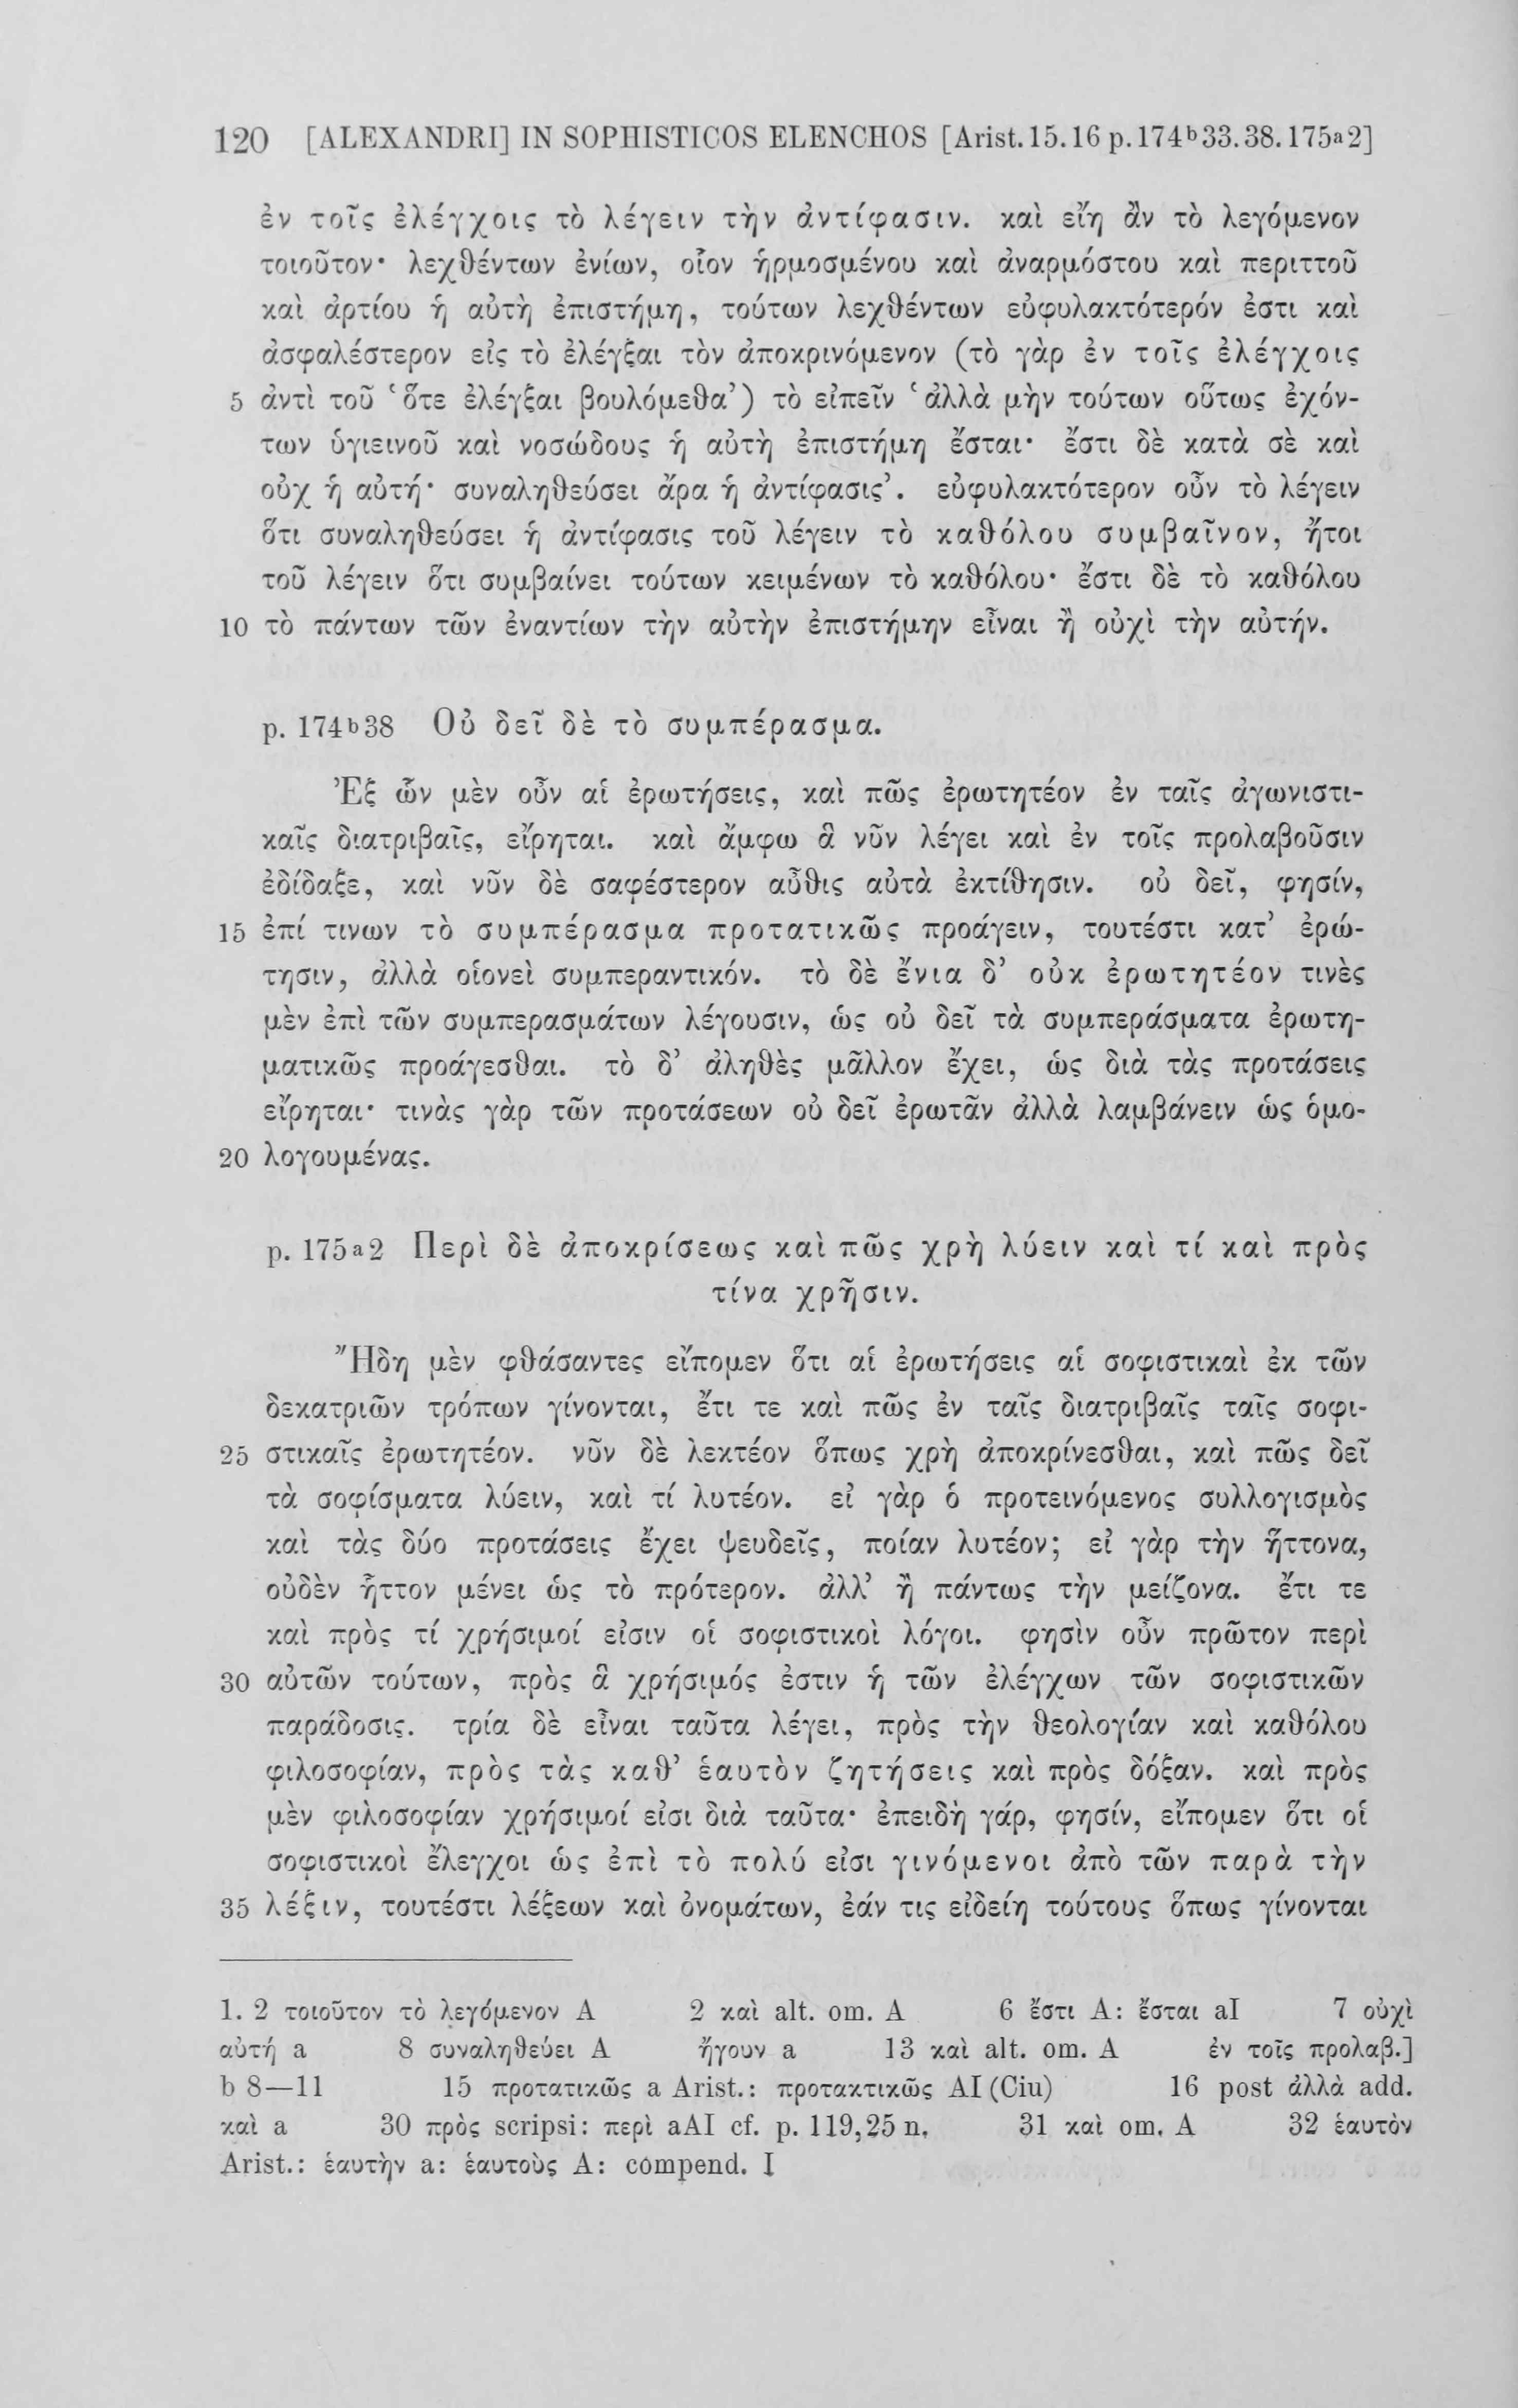 120 [ALEXANDRI] IN SOPHISTICOS ELENCHOS [Arist. 15.16 p. 174ᵇ33.38. 175ᵃ2]
ἐν τοῖς ἐλέγχοις τὸ λέγειν τὴν ἀντίφασιν. καὶ εἴη ἂν τὸ λεγόμενον
τοιοῦτον· λεχθέντων ἐνίων, οἷον ἡρμοσμένου καὶ ἀναρμόστου καὶ περιττοῦ
καὶ ἀρτίου ἡ αὐτὴ ἐπιστήμη, τούτων λεχθέντων εὐφυλακτότερόν ἐστι καὶ
ἀσφαλέστερον εἰς τὸ ἐλέγξαι τὸν ἀποκρινόμενον (τὸ γὰρ ἐν τοῖς ἐλέγχοις
5 ἀντὶ τοῦ ‘ὅτε ἐλέγξαι βουλόμεθα’) τὸ εἰπεῖν ‘ἀλλὰ μὴν τούτων οὕτως ἐχόν-
των ὑγιεινοῦ καὶ νοσώδους ἡ αὐτὴ ἐπιστήμη ἔσται· ἔστι δὲ κατὰ σὲ καὶ
οὐχ ἡ αὐτή· συναληθεύσει ἄρα ἡ ἀντίφασις’. εὐφυλακτότερον οὖν τὸ λέγειν
ὅτι συναληθεύσει ἡ ἀντίφασις τοῦ λέγειν τὸ καθόλου συμβαῖνον, ἤτοι
τοῦ λέγειν ὅτι συμβαίνει τούτων κειμένων τὸ καθόλου· ἔστι δὲ τὸ καθόλου
10 τὸ πάντων τῶν ἐναντίων τὴν αὐτὴν ἐπιστήμην εἶναι ἢ οὐχὶ τὴν αὐτήν.
p. 174ᵇ38 Οὐ δεῖ δὲ τὸ συμπέρασμα.
Ἐξ ὧν μὲν οὖν αἱ ἐρωτήσεις, καὶ πῶς ἐρωτητέον ἐν ταῖς ἀγωνιστι-
καῖς διατριβαῖς, εἴρηται. καὶ ἄμφω ἃ νῦν λέγει καὶ ἐν τοῖς προλαβοῦσιν
ἐδίδαξε, καὶ νῦν δὲ σαφέστερον αὖθις αὐτὰ ἐκτίθησιν. οὐ δεῖ, φησίν,
15 ἐπί τινων τὸ συμπέρασμα προτατικῶς προάγειν, τουτέστι κατ’ ἐρώ-
τησιν, ἀλλὰ οἱονεὶ συμπεραντικόν. τὸ δὲ ἔνια δ’ οὐκ ἐρωτητέον τινὲς
μὲν ἐπὶ τῶν συμπερασμάτων λέγουσιν, ὡς οὐ δεῖ τὰ συμπεράσματα ἐρωτη-
ματικῶς προάγεσθαι. τὸ δ’ ἀληθὲς μᾶλλον ἔχει, ὡς διὰ τὰς προτάσεις
εἴρηται· τινὰς γὰρ τῶν προτάσεων οὐ δεῖ ἐρωτᾶν ἀλλὰ λαμβάνειν ὡς ὁμο-
20 λογουμένας.
p. 175ᵃ2 Περὶ δὲ ἀποκρίσεως καὶ πῶς χρὴ λύειν καὶ τί καὶ πρὸς
τίνα χρῆσιν.
Ἤδη μὲν φθάσαντες εἴπομεν ὅτι αἱ ἐρωτήσεις αἱ σοφιστικαὶ ἐκ τῶν
δεκατριῶν τρόπων γίνονται, ἔτι τε καὶ πῶς ἐν ταῖς διατριβαῖς ταῖς σοφι-
25 στικαῖς ἐρωτητέον. νῦν δὲ λεκτέον ὅπως χρὴ ἀποκρίνεσθαι, καὶ πῶς δεῖ
τὰ σοφίσματα λύειν, καὶ τί λυτέον. εἰ γὰρ ὁ προτεινόμενος συλλογισμὸς
καὶ τὰς δύο προτάσεις ἔχει ψευδεῖς, ποίαν λυτέον; εἰ γὰρ τὴν ἥττονα,
οὐδὲν ἧττον μένει ὡς τὸ πρότερον. ἀλλ’ ἢ πάντως τὴν μείζονα. ἔτι τε
καὶ πρὸς τί χρήσιμοί εἰσιν οἱ σοφιστικοὶ λόγοι. φησὶν οὖν πρῶτον περὶ
30 αὐτῶν τούτων, πρὸς ἃ χρήσιμός ἐστιν ἡ τῶν ἐλέγχων τῶν σοφιστικῶν
παράδοσις. τρία δὲ εἶναι ταῦτα λέγει, πρὸς τὴν θεολογίαν καὶ καθόλου
φιλοσοφίαν, πρὸς τὰς καθ’ ἑαυτὸν ζητήσεις καὶ πρὸς δόξαν. καὶ πρὸς
μὲν φιλοσοφίαν χρήσιμοί εἰσι διὰ ταῦτα· ἐπειδὴ γάρ, φησίν, εἴπομεν ὅτι οἱ
σοφιστικοὶ ἔλεγχοι ὡς ἐπὶ τὸ πολύ εἰσι γινόμενοι ἀπὸ τῶν παρὰ τὴν
35 λέξιν, τουτέστι λέξεων καὶ ὀνομάτων, ἐάν τις εἰδείη τούτους ὅπως γίνονται
1. 2 τοιοῦτον τὸ λεγόμενον A 2 καὶ alt. om. A 6 ἔστι A: ἔσται aI 7 οὐχὶ
αὐτή a 8 συναληθεύει A ἤγουν a 13 καὶ alt. om. A ἐν τοῖς προλαβ.]
b 8—11 15 προτατικῶς a Arist.: προτακτικῶς AI (Ciu) 16 post ἀλλὰ add.
καὶ a 30 πρὸς scripsi: περὶ aAI cf. p. 119,25 n. 31 καὶ om. A 32 ἑαυτὸν
Arist.: ἑαυτὴν a: ἑαυτοὺς A: compend. I